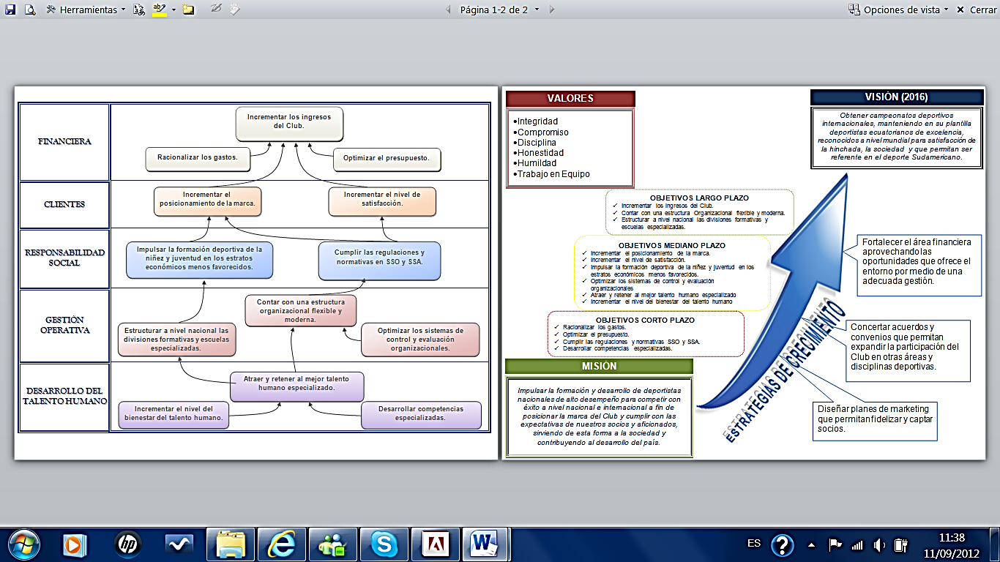 Herramientas
Página 1-2 de 2
Opciones de vista
Cerrar
FINANCIERA
Incrementar los ingresos
del Club.
Racionalizar los gastos.
Optimizar el presupuesto.
CLIENTES
Incrementar el
posicionamiento de la marca.
Incrementar el nivel de
satisfacción.
RESPONSABILIDAD
SOCIAL
Impulsar la formación deportiva de la
niñez y juventud en los estratos
económicos menos favorecidos.
Cumplir las regulaciones y
normativas en SSO y SSA.
GESTIÓN
OPERATIVA
Contar con una estructura
organizacional flexible y
moderna.
Estructurar a nivel nacional las
divisiones formativas y escuelas
especializadas.
Optimizar los sistemas de
control y evaluación
organizacionales.
DESARROLLO DEL
TALENTO HUMANO
Atraer y retener al mejor talento
humano especializado.
Incrementar el nivel del
bienestar del talento humano.
Desarrollar competencias
especializadas.
VALORES
•Integridad
•Compromiso
•Disciplina
•Honestidad
•Humildad
•Trabajo en Equipo
VISIÓN (2016)
Obtener campeonatos deportivos
internacionales, manteniendo en su plantilla
deportistas ecuatorianos de excelencia,
reconocidos a nivel mundial para satisfacción de
la hinchada, la sociedad y que permitan ser
referente en el deporte Sudamericano.
OBJETIVOS LARGO PLAZO
✓ Incrementar los ingresos del Club.
✓ Contar con una estructura Organizacional flexible y moderna.
✓ Estructurar a nivel nacional las divisiones formativas y
escuelas especializadas.
OBJETIVOS MEDIANO PLAZO
✓ Incrementar el posicionamiento de la marca.
✓ Incrementar el nivel de satisfacción.
✓ Impulsar la formación deportiva de la niñez y juventud en los
estratos económicos menos favorecidos.
✓ Optimizar los sistemas de control y evaluación
organizacionales
✓ Atraer y retener al mejor talento humano especializado
✓ Incrementar el nivel del bienestar del talento humano
OBJETIVOS CORTO PLAZO
✓ Racionalizar los gastos.
✓ Optimizar el presupuesto.
✓ Cumplir las regulaciones y normativas SSO y SSA.
✓ Desarrollar competencias especializadas.
MISIÓN
Impulsar la formación y desarrollo de deportistas
nacionales de alto desempeño para competir con
éxito a nivel nacional e internacional a fin de
posicionar la marca del Club y cumplir con las
expectativas de nuestros socios y aficionados,
sirviendo de esta forma a la sociedad y
contribuyendo al desarrollo del país.
ESTRATEGIAS DE CRECIMIENTO
Fortalecer el área financiera
aprovechando las
oportunidades que ofrece el
entorno por medio de una
adecuada gestión.
Concertar acuerdos y
convenios que permitan
expandir la participación del
Club en otras áreas y
disciplinas deportivas.
Diseñar planes de marketing
que permitan fidelizar y captar
socios.
ES
11:38
11/09/2012